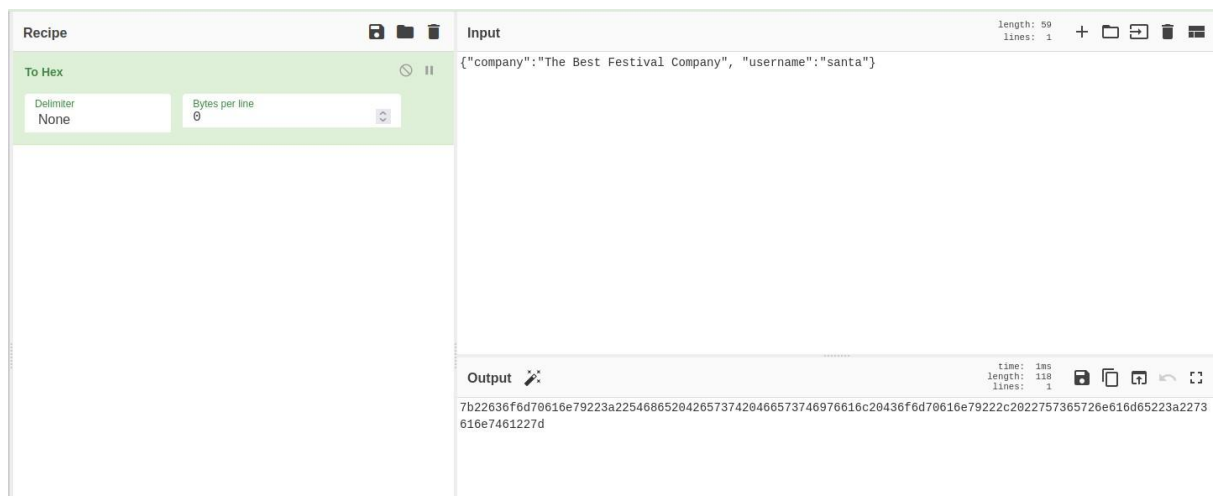 Recipe
To Hex
Delimiter
None
Bytes per line
0
Input
length: 59
lines: 1
{"company":"The Best Festival Company", "username":"santa"}
Output
time: 1ms
length: 118
lines: 1
7b22636f6d70616e79223a22546865204265737420466573746976616c20436f6d70616e79222c2022757365726e616d65223a2273
616e7461227d